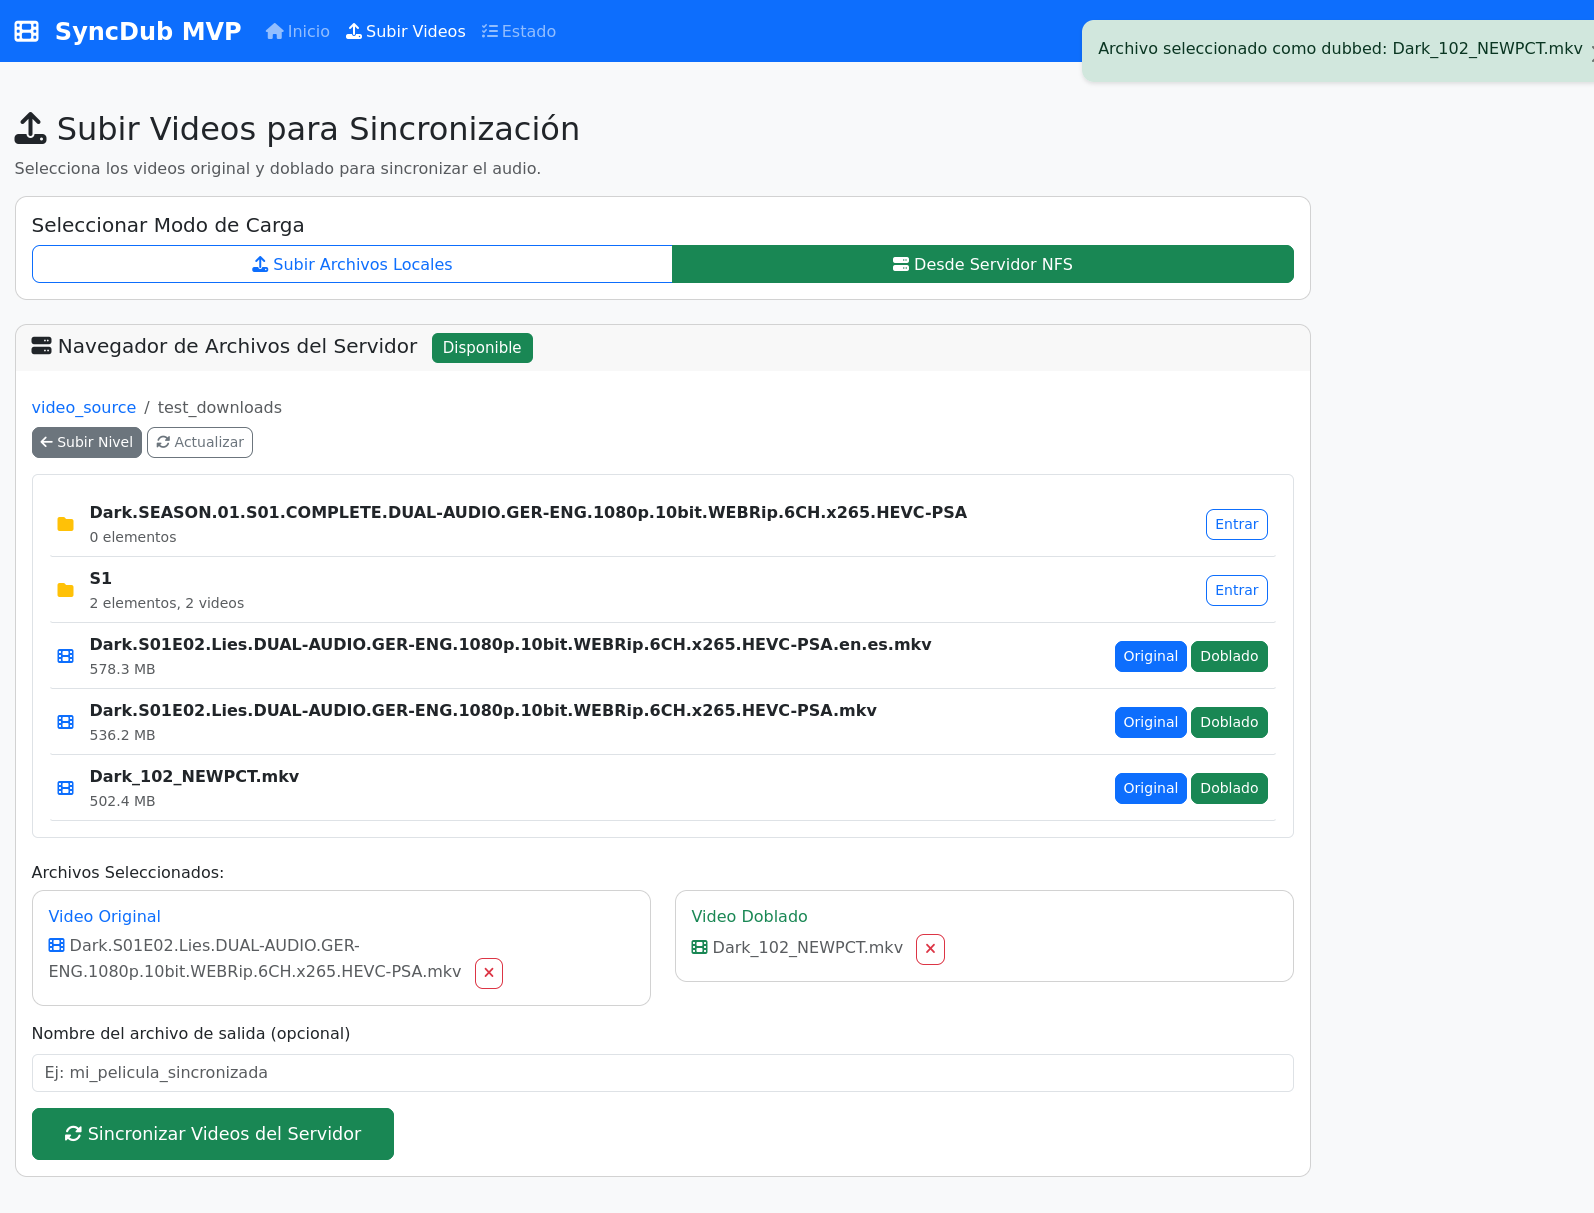 SyncDub MVP
Inicio
Subir Videos
Estado
Archivo seleccionado como dubbed: Dark_102_NEWPCT.mkv
Subir Videos para Sincronización
Selecciona los videos original y doblado para sincronizar el audio.
Seleccionar Modo de Carga
Subir Archivos Locales
Desde Servidor NFS
Navegador de Archivos del Servidor
Disponible
video_source / test_downloads
Subir Nivel
Actualizar
Dark.SEASON.01.S01.COMPLETE.DUAL-AUDIO.GER-ENG.1080p.10bit.WEBRip.6CH.x265.HEVC-PSA
0 elementos
Entrar
S1
2 elementos, 2 videos
Entrar
Dark.S01E02.Lies.DUAL-AUDIO.GER-ENG.1080p.10bit.WEBRip.6CH.x265.HEVC-PSA.en.es.mkv
578.3 MB
Original
Doblado
Dark.S01E02.Lies.DUAL-AUDIO.GER-ENG.1080p.10bit.WEBRip.6CH.x265.HEVC-PSA.mkv
536.2 MB
Original
Doblado
Dark_102_NEWPCT.mkv
502.4 MB
Original
Doblado
Archivos Seleccionados:
Video Original
Dark.S01E02.Lies.DUAL-AUDIO.GER-
ENG.1080p.10bit.WEBRip.6CH.x265.HEVC-PSA.mkv
Video Doblado
Dark_102_NEWPCT.mkv
Nombre del archivo de salida (opcional)
Ej: mi_pelicula_sincronizada
Sincronizar Videos del Servidor